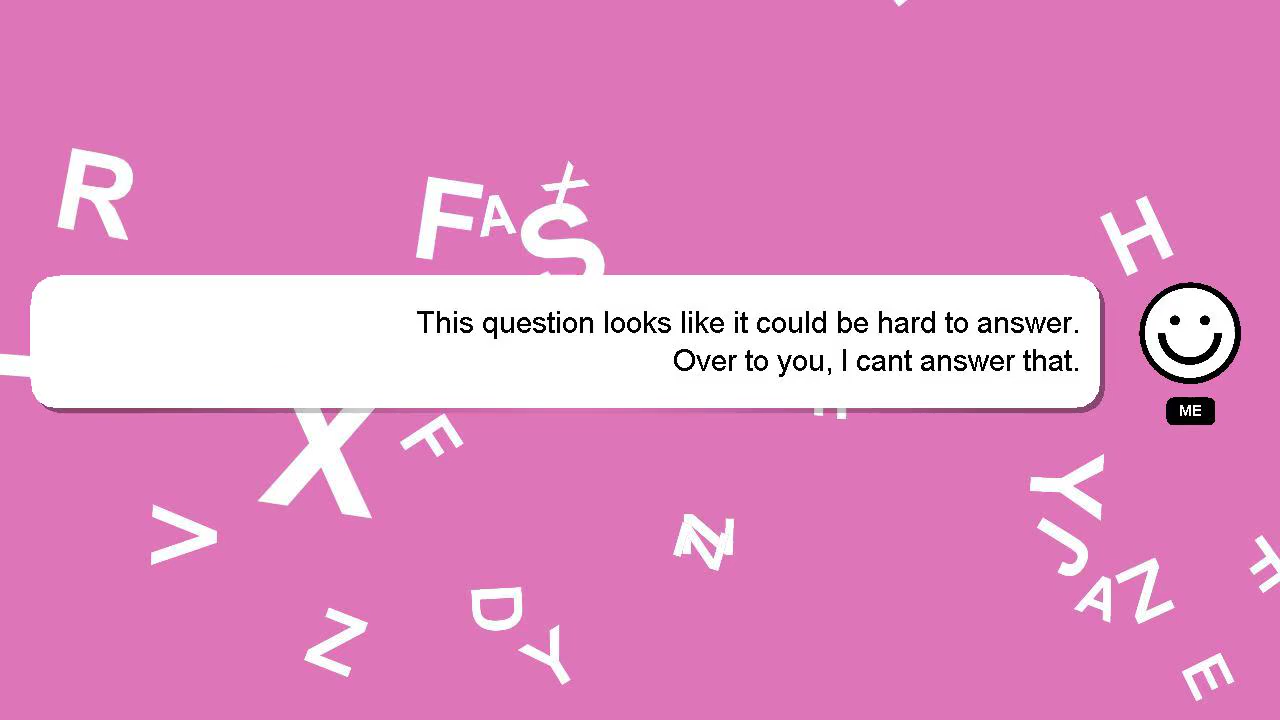 R
F A X
S
H
This question looks like it could be hard to answer.
Over to you, I cant answer that.
ME
X
F
Y
V
N
J
A
N
F
D
Y
N
E